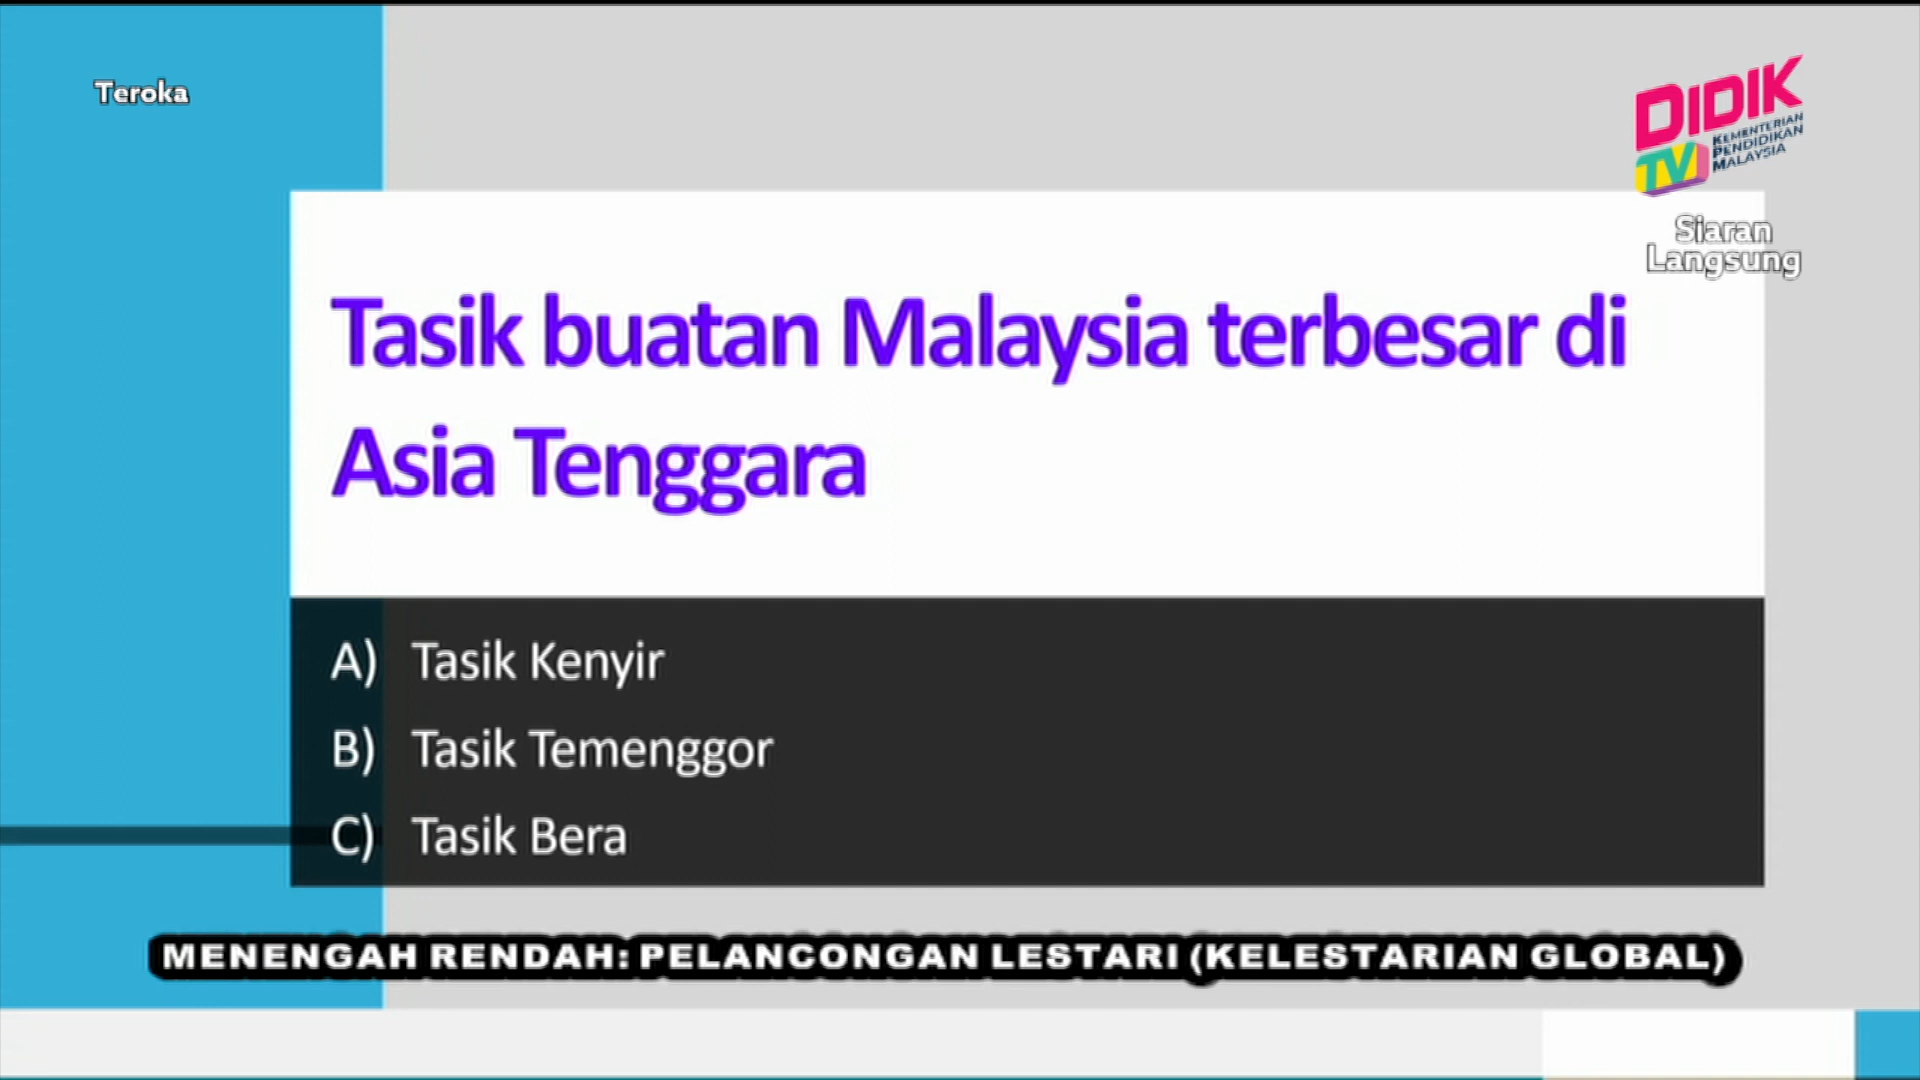 Teroka
DIDIK
TV
KEMENTERIAN
PENDIDIKAN
MALAYSIA
Siaran
Langsung
Tasik buatan Malaysia terbesar di
Asia Tenggara
A) Tasik Kenyir
B) Tasik Temenggor
C) Tasik Bera
MENENGAH RENDAH: PELANCONGAN LESTARI (KELESTARIAN GLOBAL)